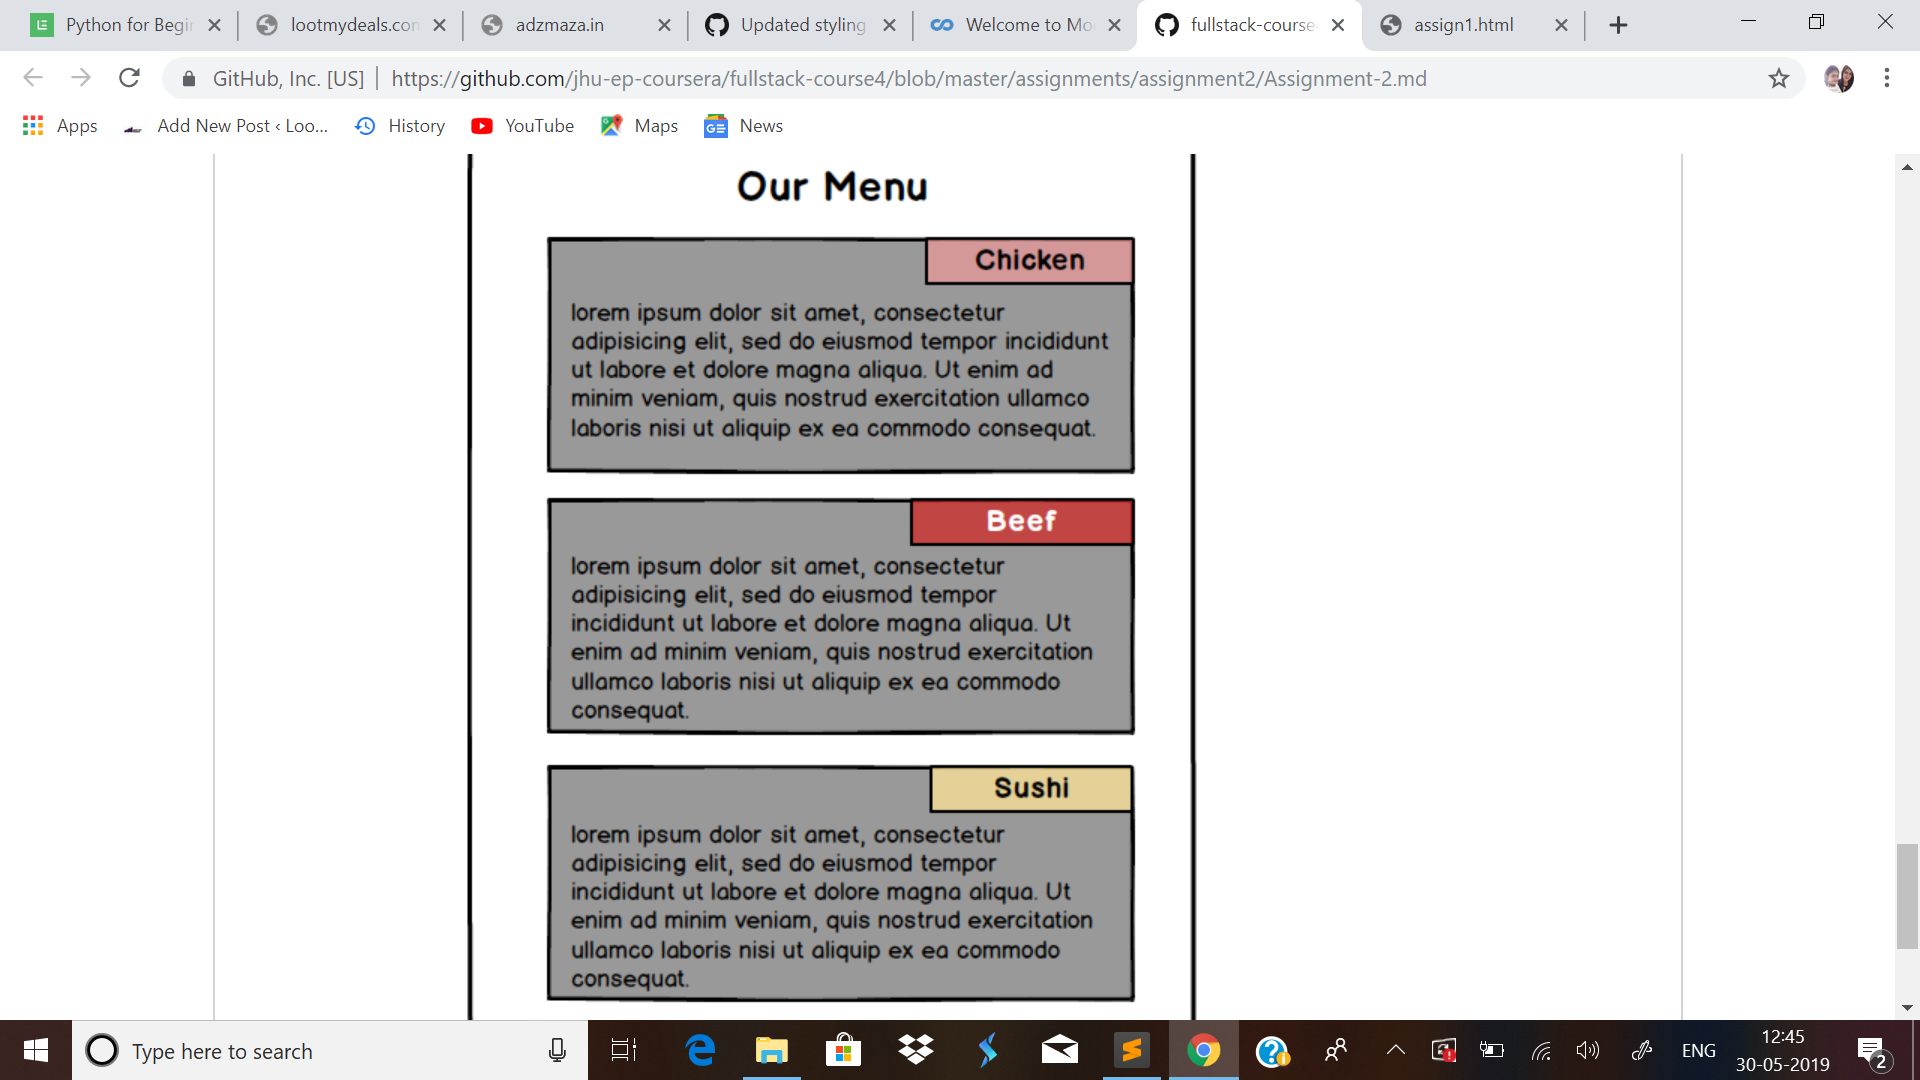 Python for Begin
lootmydeals.com
adzmaza.in
Updated styling
Welcome to Mo
fullstack-course4
assign1.html
GitHub, Inc. [US] | https://github.com/jhu-ep-coursera/fullstack-course4/blob/master/assignments/assignment2/Assignment-2.md
Apps
Add New Post ‹ Loo...
History
YouTube
Maps
News
Our Menu
Chicken
lorem ipsum dolor sit amet, consectetur
adipisicing elit, sed do eiusmod tempor incididunt
ut labore et dolore magna aliqua. Ut enim ad
minim veniam, quis nostrud exercitation ullamco
laboris nisi ut aliquip ex ea commodo consequat.
Beef
lorem ipsum dolor sit amet, consectetur
adipisicing elit, sed do eiusmod tempor
incididunt ut labore et dolore magna aliqua. Ut
enim ad minim veniam, quis nostrud exercitation
ullamco laboris nisi ut aliquip ex ea commodo
consequat.
Sushi
lorem ipsum dolor sit amet, consectetur
adipisicing elit, sed do eiusmod tempor
incididunt ut labore et dolore magna aliqua. Ut
enim ad minim veniam, quis nostrud exercitation
ullamco laboris nisi ut aliquip ex ea commodo
consequat.
Type here to search
ENG
12:45
30-05-2019
2